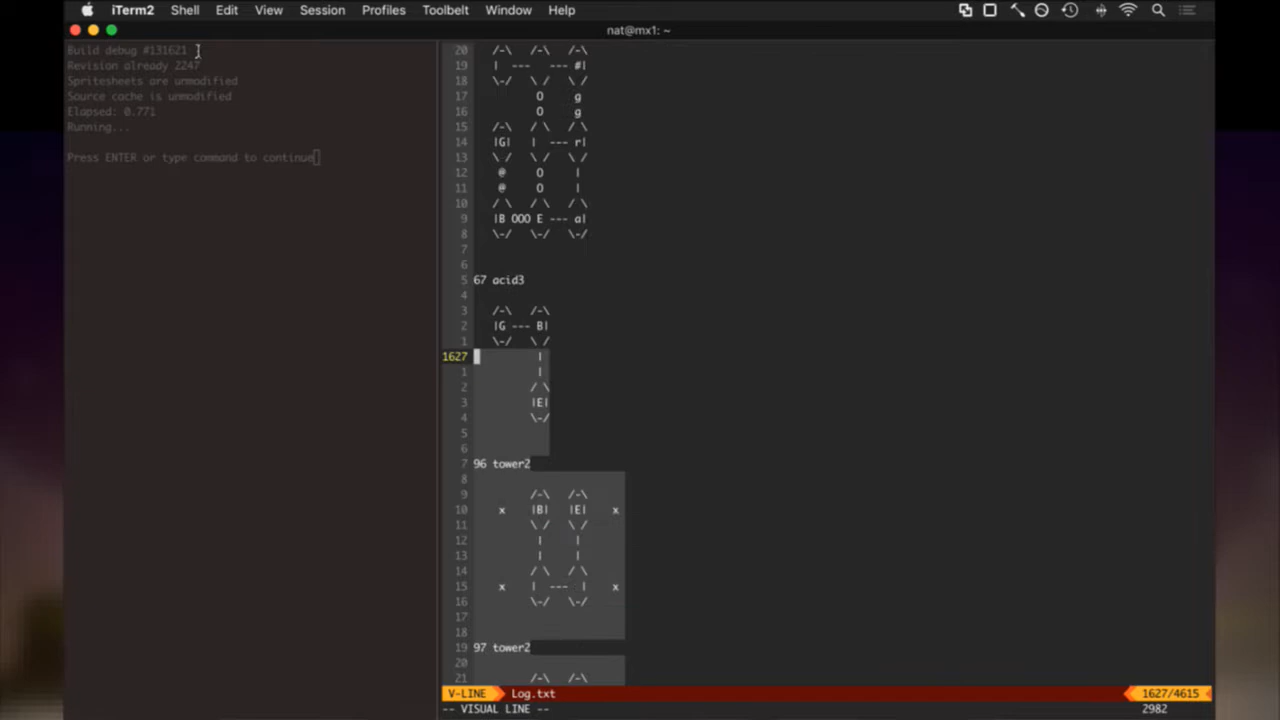 iTerm2 Shell Edit View Session Profiles Toolbelt Window Help
nat@mx1: ~
Build debug #131621
Revision already 2247
Spritesheets are unmodified
Source cache is unmodified
Elapsed: 0.771
Running...
Press ENTER or type command to continue
20   /-\   /-\   /-\
19   |  ---   --- #|
18   \-/   \ /   \ /
17         O     g
16         O     g
15   /-\   / \   / \
14   |G|   |  --- r|
13   \ /   \ /   \ /
12    @     O     |
11    @     O     |
10   / \   / \   / \
9   |B OOO E --- a|
8   \-/   \-/   \-/
7
6
5 67 acid3
4
3   /-\   /-\
2   |G --- B|
1   \-/   \ /
1627         |
1         |
2        / \
3        |E|
4        \-/
5
6
7 96 tower2
8
9        /-\   /-\
10    x   |B|   |E|   x
11        \ /   \ /
12         |     |
13         |     |
14        / \   / \
15    x   |  ---  |   x
16        \-/   \-/
17
18
19 97 tower2
20
21        /-\   /-\
V-LINE Log.txt 1627/4615
-- VISUAL LINE -- 2982